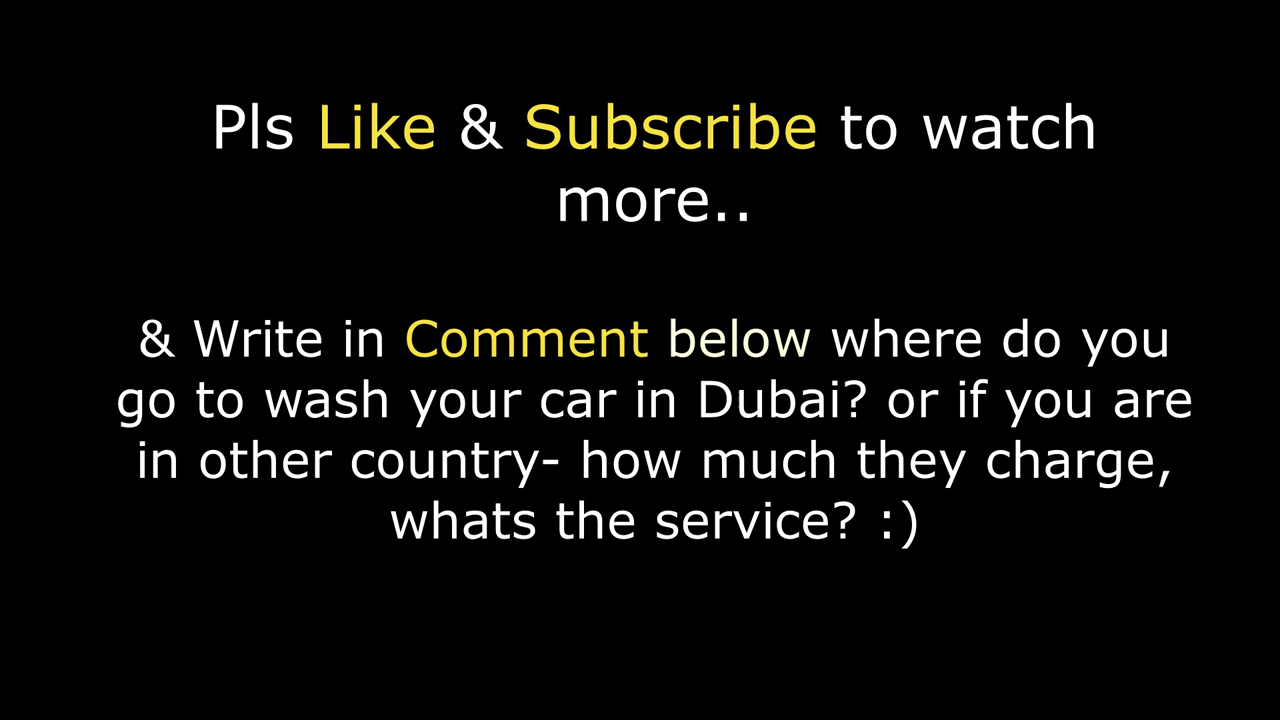 Pls Like & Subscribe to watch
more..
& Write in Comment below where do you
go to wash your car in Dubai? or if you are
in other country- how much they charge,
whats the service? :)